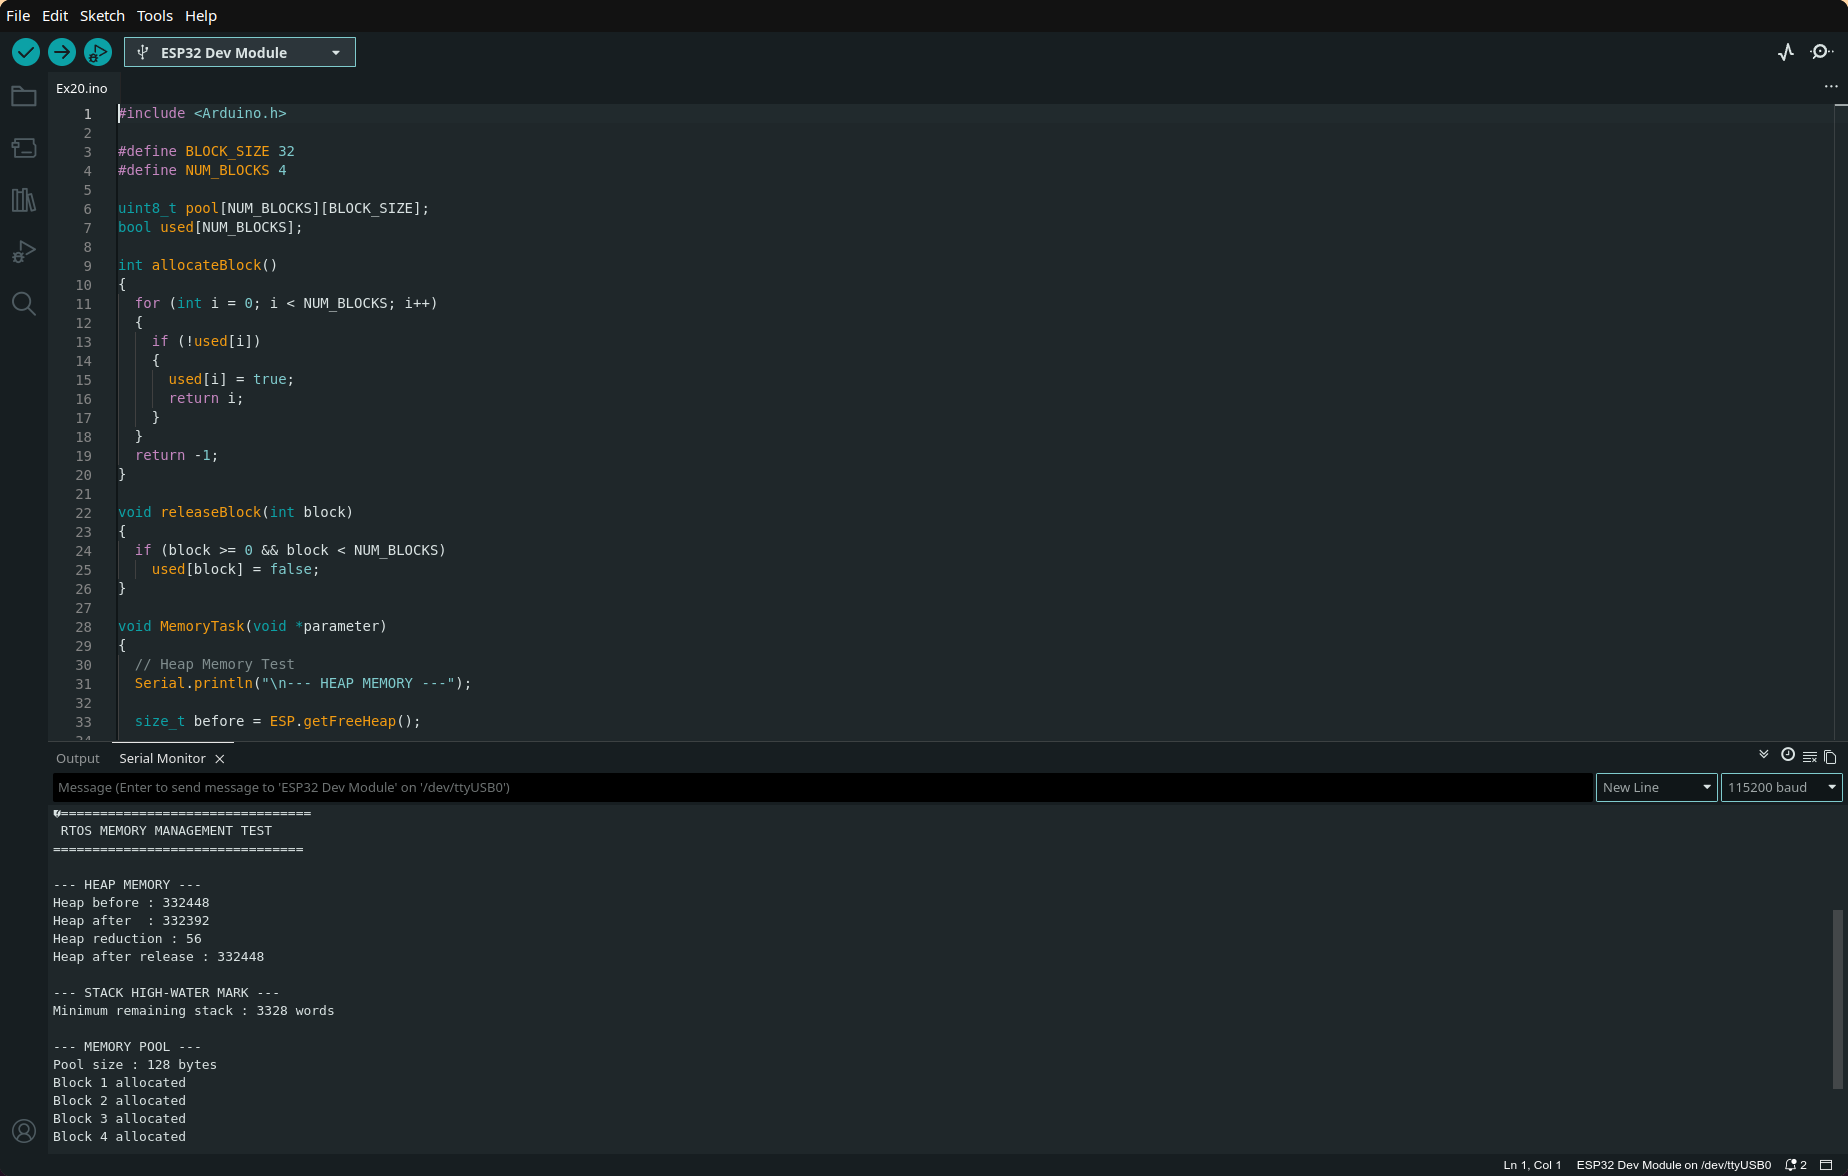 File Edit Sketch Tools Help
ESP32 Dev Module
Ex20.ino
1 #include <Arduino.h>
2
3 #define BLOCK_SIZE 32
4 #define NUM_BLOCKS 4
5
6 uint8_t pool[NUM_BLOCKS][BLOCK_SIZE];
7 bool used[NUM_BLOCKS];
8
9 int allocateBlock()
10 {
11   for (int i = 0; i < NUM_BLOCKS; i++)
12   {
13     if (!used[i])
14     {
15       used[i] = true;
16       return i;
17     }
18   }
19   return -1;
20 }
21
22 void releaseBlock(int block)
23 {
24   if (block >= 0 && block < NUM_BLOCKS)
25     used[block] = false;
26 }
27
28 void MemoryTask(void *parameter)
29 {
30   // Heap Memory Test
31   Serial.println("\n--- HEAP MEMORY ---");
32
33   size_t before = ESP.getFreeHeap();
34
Output Serial Monitor
Message (Enter to send message to 'ESP32 Dev Module' on '/dev/ttyUSB0') New Line 115200 baud
================================
RTOS MEMORY MANAGEMENT TEST
================================
--- HEAP MEMORY ---
Heap before : 332448
Heap after  : 332392
Heap reduction : 56
Heap after release : 332448
--- STACK HIGH-WATER MARK ---
Minimum remaining stack : 3328 words
--- MEMORY POOL ---
Pool size : 128 bytes
Block 1 allocated
Block 2 allocated
Block 3 allocated
Block 4 allocated
Ln 1, Col 1 ESP32 Dev Module on /dev/ttyUSB0 2